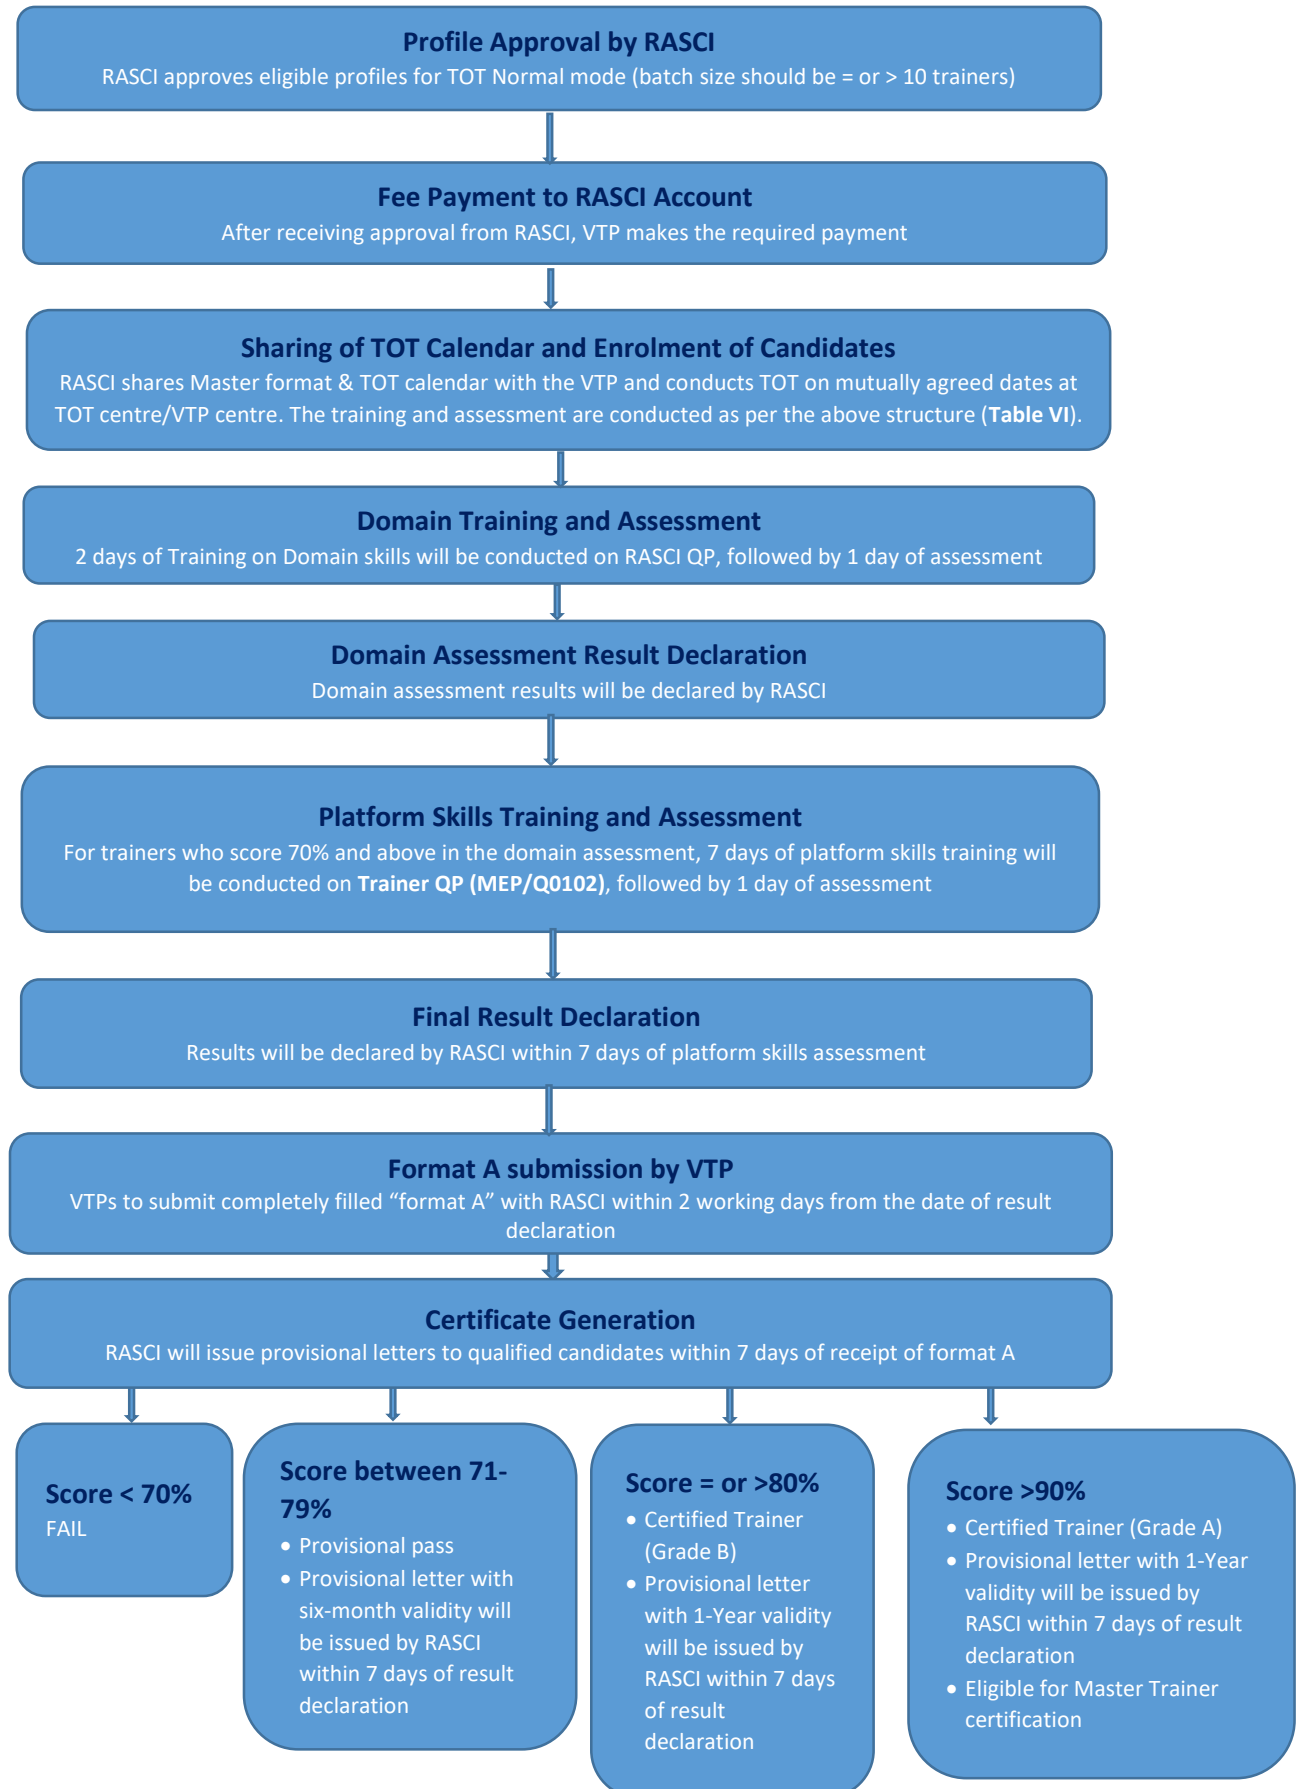 Profile Approval by RASCI
RASCI approves eligible profiles for TOT Normal mode (batch size should be = or > 10 trainers)
Fee Payment to RASCI Account
After receiving approval from RASCI, VTP makes the required payment
Sharing of TOT Calendar and Enrolment of Candidates
RASCI shares Master format & TOT calendar with the VTP and conducts TOT on mutually agreed dates at
TOT centre/VTP centre. The training and assessment are conducted as per the above structure (Table VI).
Domain Training and Assessment
2 days of Training on Domain skills will be conducted on RASCI QP, followed by 1 day of assessment
Domain Assessment Result Declaration
Domain assessment results will be declared by RASCI
Platform Skills Training and Assessment
For trainers who score 70% and above in the domain assessment, 7 days of platform skills training will
be conducted on Trainer QP (MEP/Q0102), followed by 1 day of assessment
Final Result Declaration
Results will be declared by RASCI within 7 days of platform skills assessment
Format A submission by VTP
VTPs to submit completely filled “format A” with RASCI within 2 working days from the date of result
declaration
Certificate Generation
RASCI will issue provisional letters to qualified candidates within 7 days of receipt of format A
Score < 70%
FAIL
Score between 71-
79%
• Provisional pass
• Provisional letter with
six-month validity will
be issued by RASCI
within 7 days of result
declaration
Score = or >80%
• Certified Trainer
(Grade B)
• Provisional letter
with 1-Year validity
will be issued by
RASCI within 7 days
of result
declaration
Score >90%
• Certified Trainer (Grade A)
• Provisional letter with 1-Year
validity will be issued by
RASCI within 7 days of result
declaration
• Eligible for Master Trainer
certification